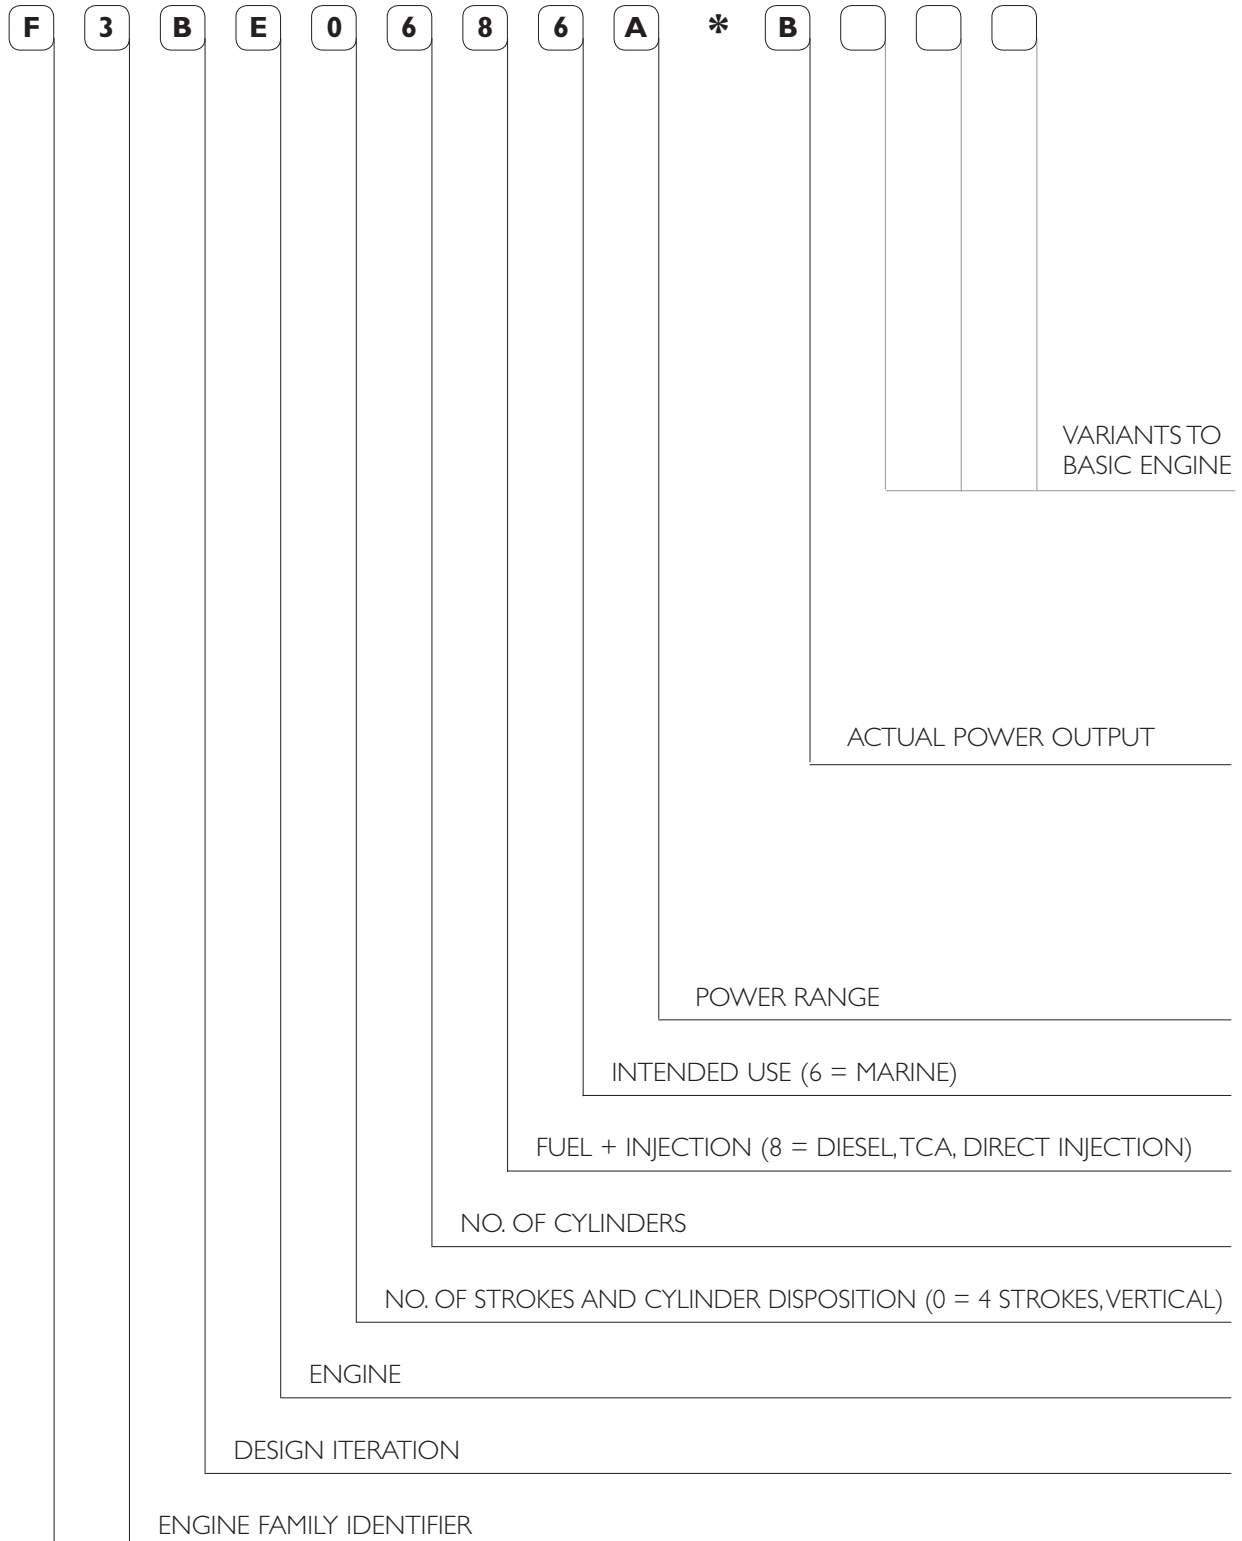 F 3 B E 0 6 8 6 A * B
VARIANTS TO
BASIC ENGINE
ACTUAL POWER OUTPUT
POWER RANGE
INTENDED USE (6 = MARINE)
FUEL + INJECTION (8 = DIESEL, TCA, DIRECT INJECTION)
NO. OF CYLINDERS
NO. OF STROKES AND CYLINDER DISPOSITION (0 = 4 STROKES, VERTICAL)
ENGINE
DESIGN ITERATION
ENGINE FAMILY IDENTIFIER